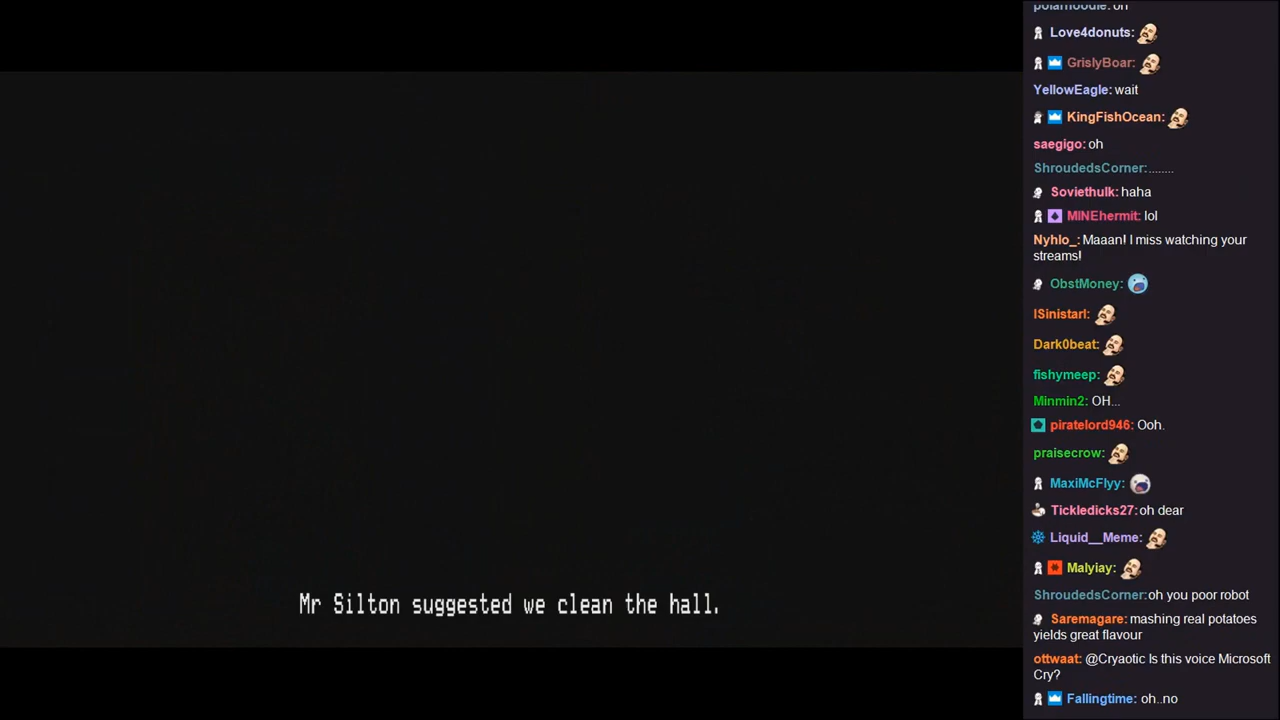 Mr Silton suggested we clean the hall.
polarnoodle: oh
Love4donuts:
GrislyBoar:
YellowEagle: wait
KingFishOcean:
saegigo: oh
ShroudedsCorner: ........
Soviethulk: haha
MINEhermit: lol
Nyhlo_: Maaan! I miss watching your
streams!
ObstMoney:
ISinistarI:
Dark0beat:
fishymeep:
Minmin2: OH...
piratelord946: Ooh.
praisecrow:
MaxiMcFlyy:
Tickledicks27: oh dear
Liquid__Meme:
Malyiay:
ShroudedsCorner: oh you poor robot
Saremagare: mashing real potatoes
yields great flavour
ottwaat: @Cryaotic Is this voice Microsoft
Cry?
Fallingtime: oh..no